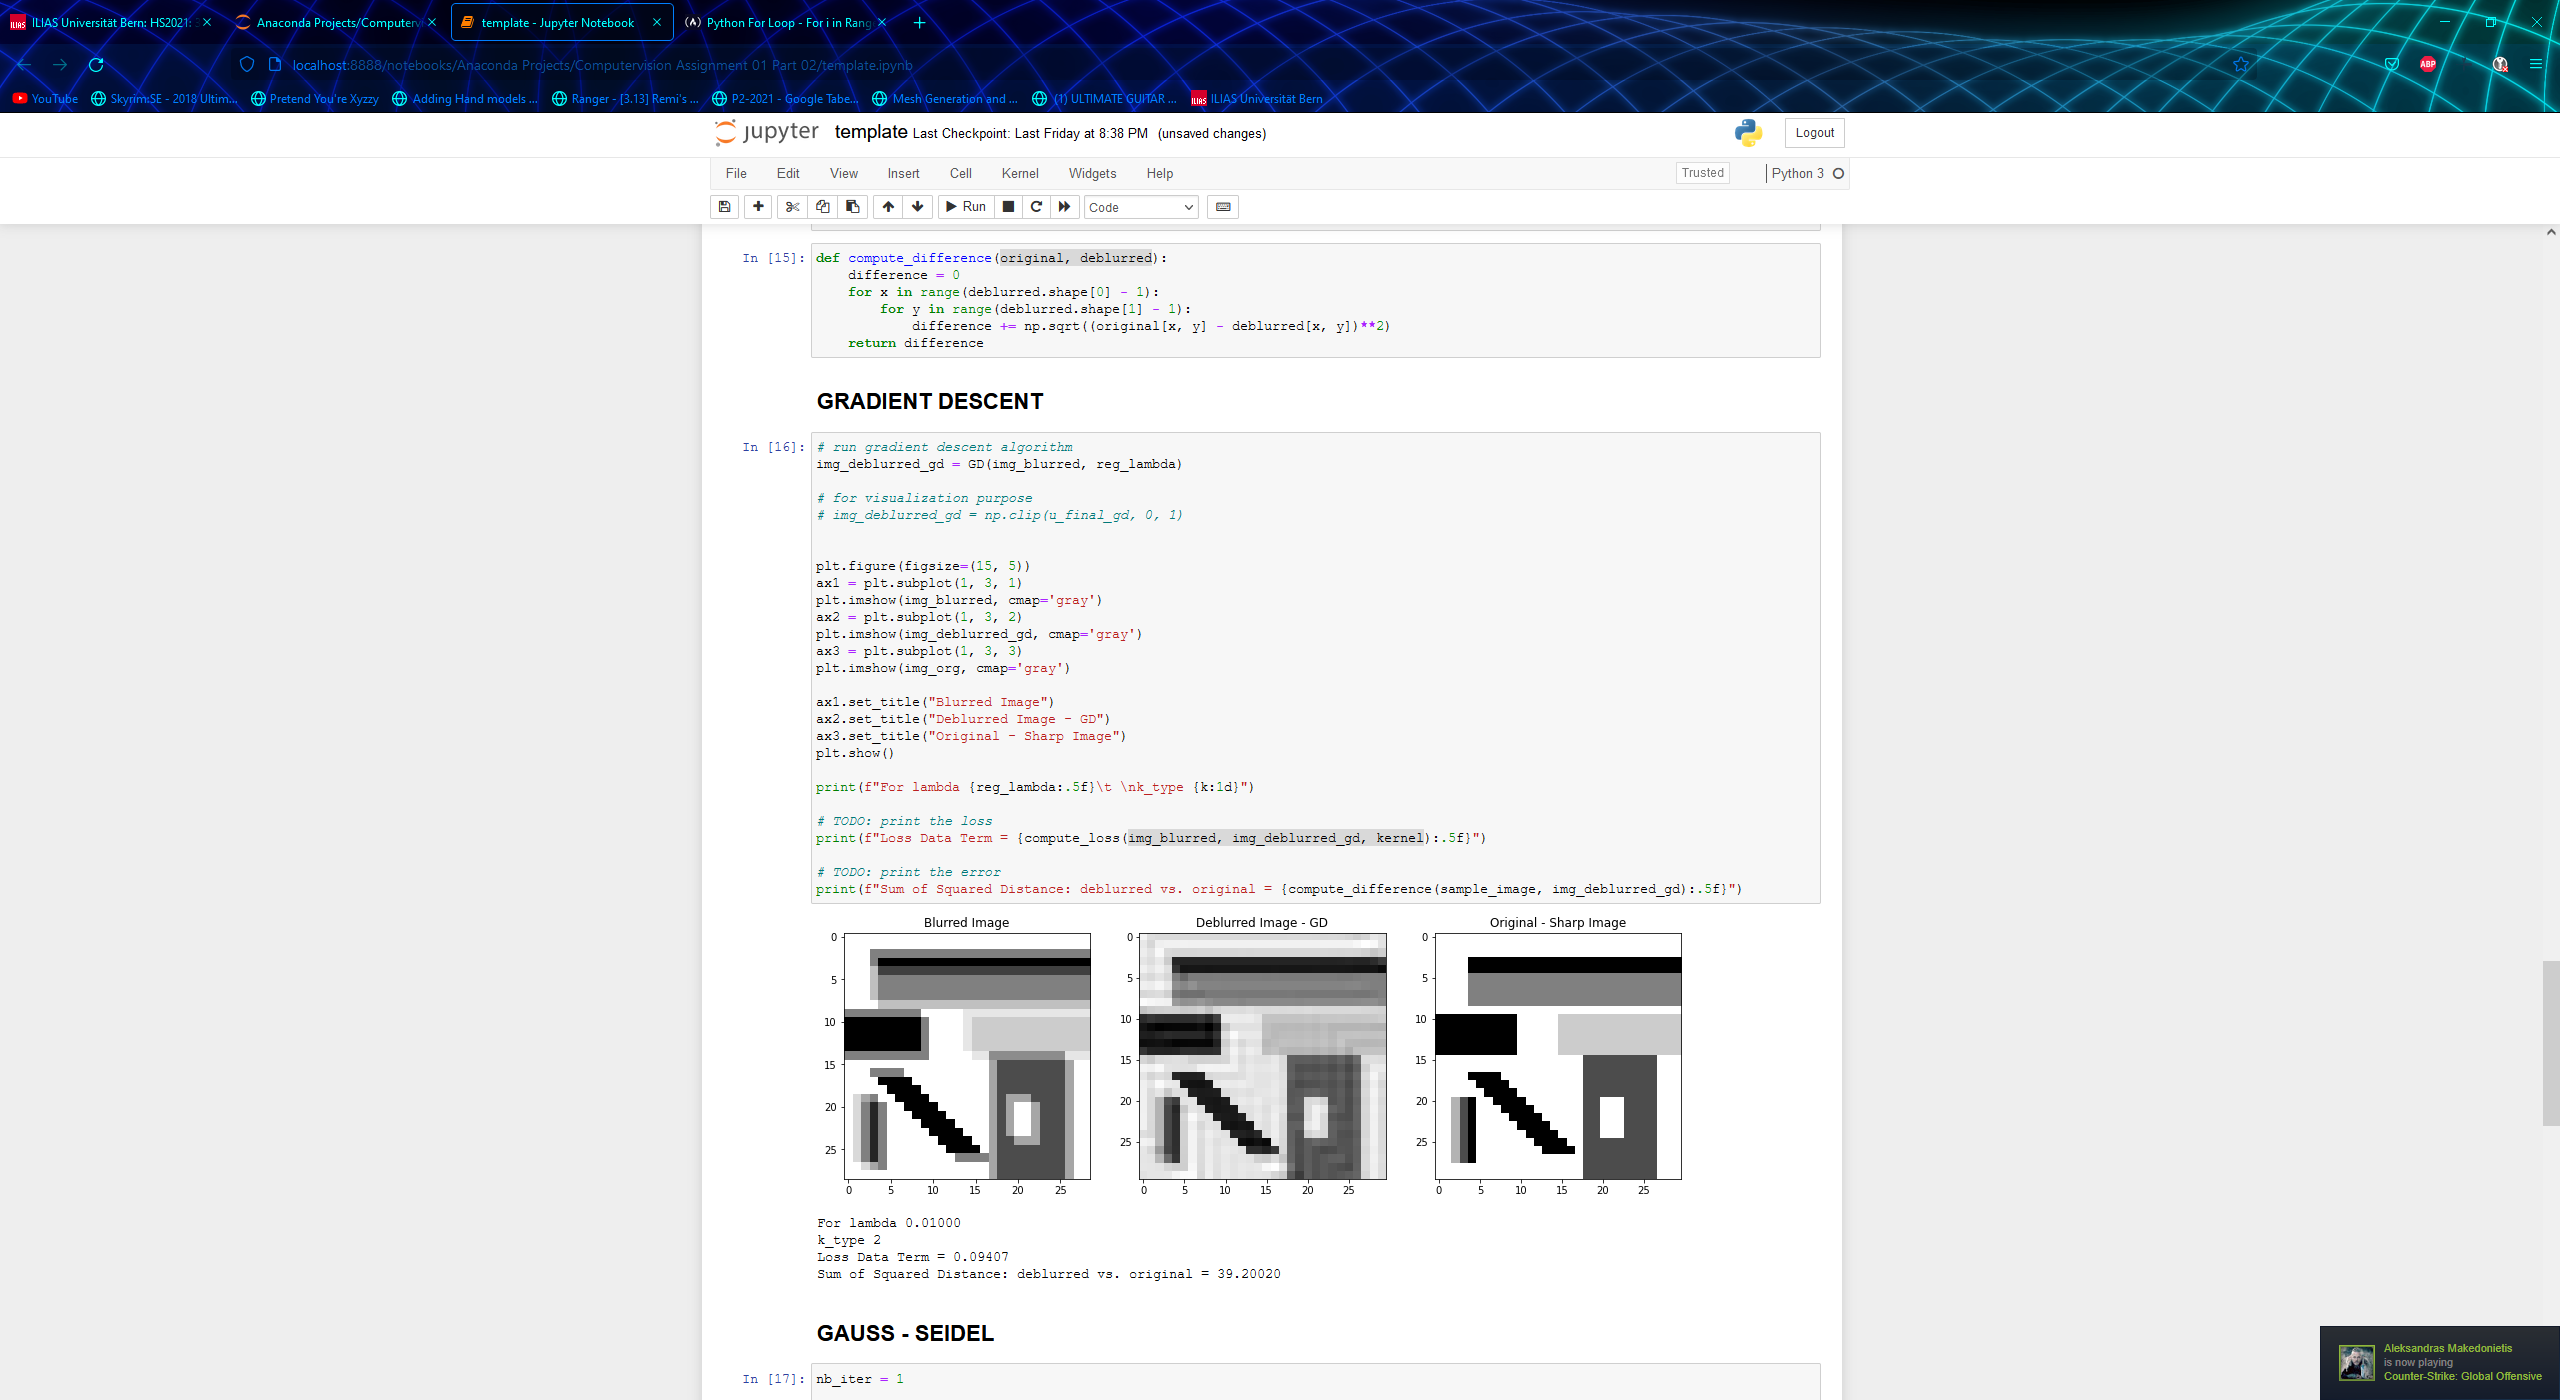 ILIAS Universität Bern: HS2021:
Anaconda Projects/Computervi
template - Jupyter Notebook
Python For Loop - For i in Rang
localhost:8888/notebooks/Anaconda Projects/Computervision Assignment 01 Part 02/template.ipynb
ABP
YouTube
Skyrim:SE - 2018 Ultim...
Pretend You're Xyzzy
Adding Hand models ...
Ranger - [3.13] Remi's ...
P2-2021 - Google Tabe...
Mesh Generation and ...
(1) ULTIMATE GUITAR ...
ILIAS Universität Bern
jupyter template Last Checkpoint: Last Friday at 8:38 PM (unsaved changes)
Logout
File Edit View Insert Cell Kernel Widgets Help
Trusted
Python 3
Run
Code
In [15]:
def compute_difference(original, deblurred):
    difference = 0
    for x in range(deblurred.shape[0] - 1):
        for y in range(deblurred.shape[1] - 1):
            difference += np.sqrt((original[x, y] - deblurred[x, y])**2)
    return difference
GRADIENT DESCENT
In [16]:
# run gradient descent algorithm
img_deblurred_gd = GD(img_blurred, reg_lambda)
# for visualization purpose
# img_deblurred_gd = np.clip(u_final_gd, 0, 1)
plt.figure(figsize=(15, 5))
ax1 = plt.subplot(1, 3, 1)
plt.imshow(img_blurred, cmap='gray')
ax2 = plt.subplot(1, 3, 2)
plt.imshow(img_deblurred_gd, cmap='gray')
ax3 = plt.subplot(1, 3, 3)
plt.imshow(img_org, cmap='gray')
ax1.set_title("Blurred Image")
ax2.set_title("Deblurred Image - GD")
ax3.set_title("Original - Sharp Image")
plt.show()
print(f"For lambda {reg_lambda:.5f}\t \nk_type {k:1d}")
# TODO: print the loss
print(f"Loss Data Term = {compute_loss(img_blurred, img_deblurred_gd, kernel):.5f}")
# TODO: print the error
print(f"Sum of Squared Distance: deblurred vs. original = {compute_difference(sample_image, img_deblurred_gd):.5f}")
Blurred Image
0
5
10
15
20
25
0 5 10 15 20 25
Deblurred Image - GD
0
5
10
15
20
25
0 5 10 15 20 25
Original - Sharp Image
0
5
10
15
20
25
0 5 10 15 20 25
For lambda 0.01000
k_type 2
Loss Data Term = 0.09407
Sum of Squared Distance: deblurred vs. original = 39.20020
GAUSS - SEIDEL
In [17]:
nb_iter = 1
Aleksandras Makedonietis
is now playing
Counter-Strike: Global Offensive